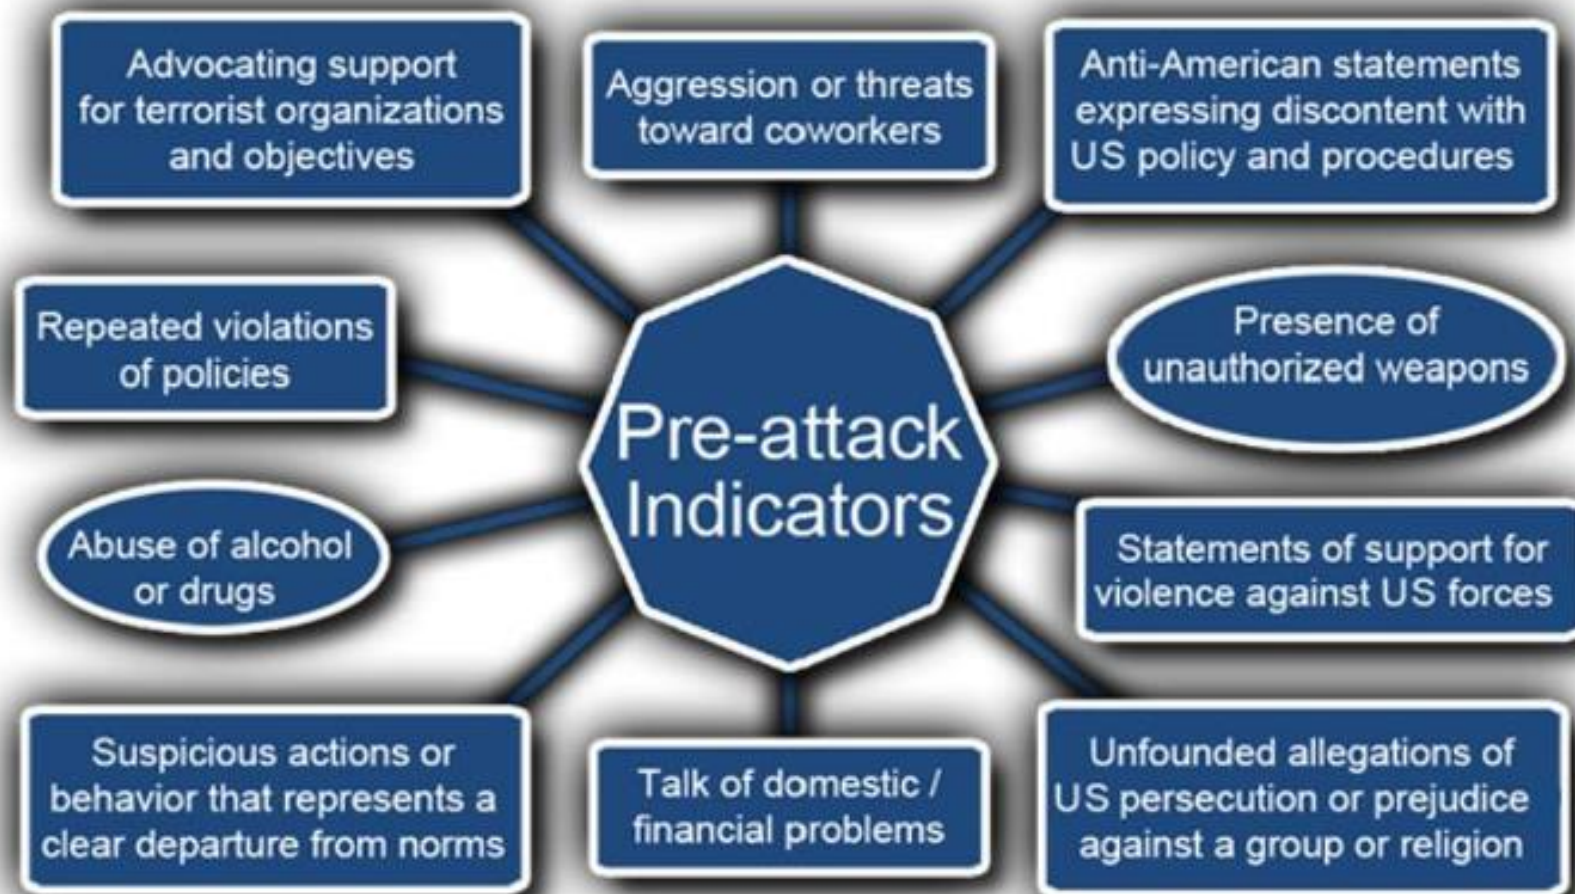 Advocating support
for terrorist organizations
and objectives
Aggression or threats
toward coworkers
Anti-American statements
expressing discontent with
US policy and procedures
Repeated violations
of policies
Presence of
unauthorized weapons
Pre-attack
Indicators
Abuse of alcohol
or drugs
Statements of support for
violence against US forces
Suspicious actions or
behavior that represents a
clear departure from norms
Talk of domestic /
financial problems
Unfounded allegations of
US persecution or prejudice
against a group or religion